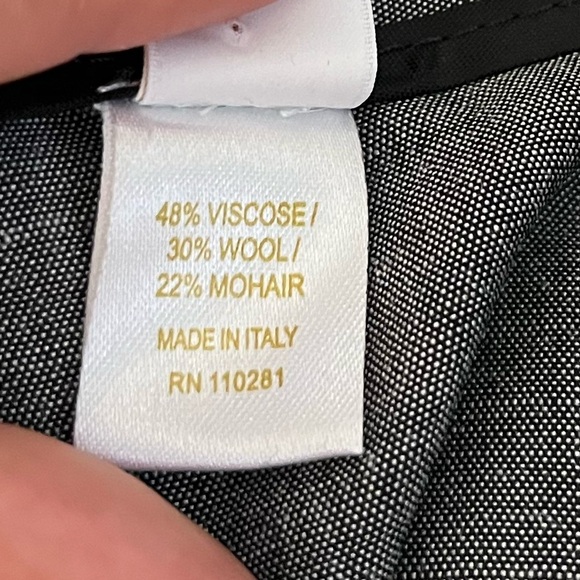 48% VISCOSE /
30% WOOL /
22% MOHAIR
MADE IN ITALY
RN 110281